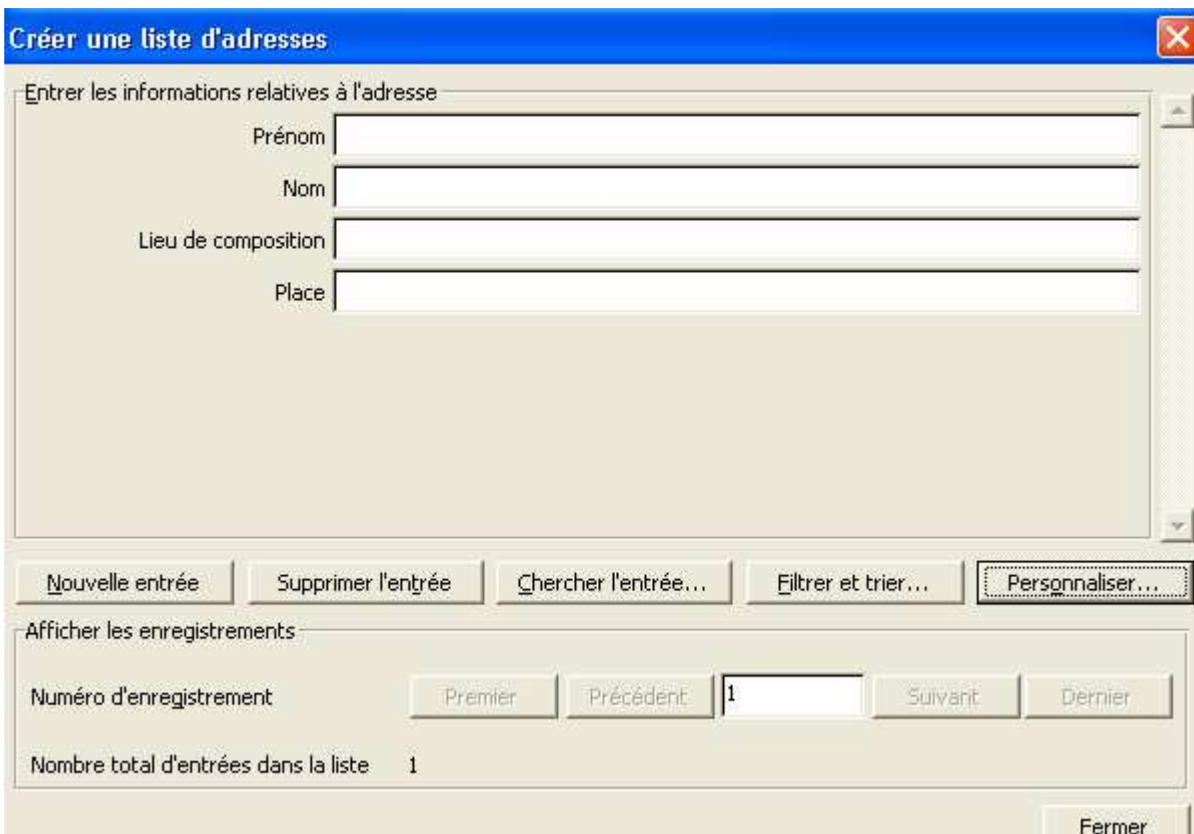 Créer une liste d'adresses
Entrer les informations relatives à l'adresse
Prénom
Nom
Lieu de composition
Place
Nouvelle entrée Supprimer l'entrée Chercher l'entrée... Filtrer et trier... Personnaliser...
Afficher les enregistrements
Numéro d'enregistrement Premier Précédent 1 Suivant Dernier
Nombre total d'entrées dans la liste 1
Fermer